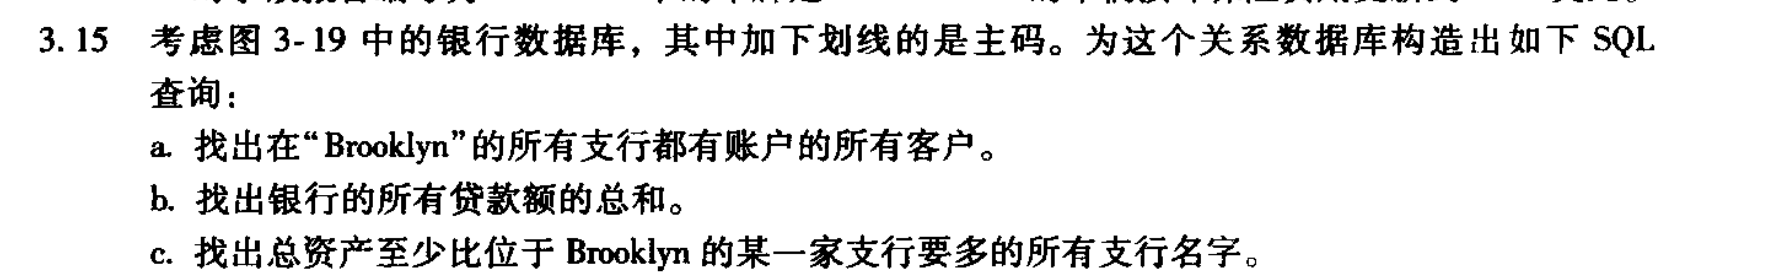 3.15 考虑图 3-19 中的银行数据库，其中加下划线的是主码。为这个关系数据库构造出如下 SQL
查询：
a. 找出在“Brooklyn”的所有支行都有账户的所有客户。
b. 找出银行的所有贷款额的总和。
c. 找出总资产至少比位于 Brooklyn 的某一家支行要多的所有支行名字。